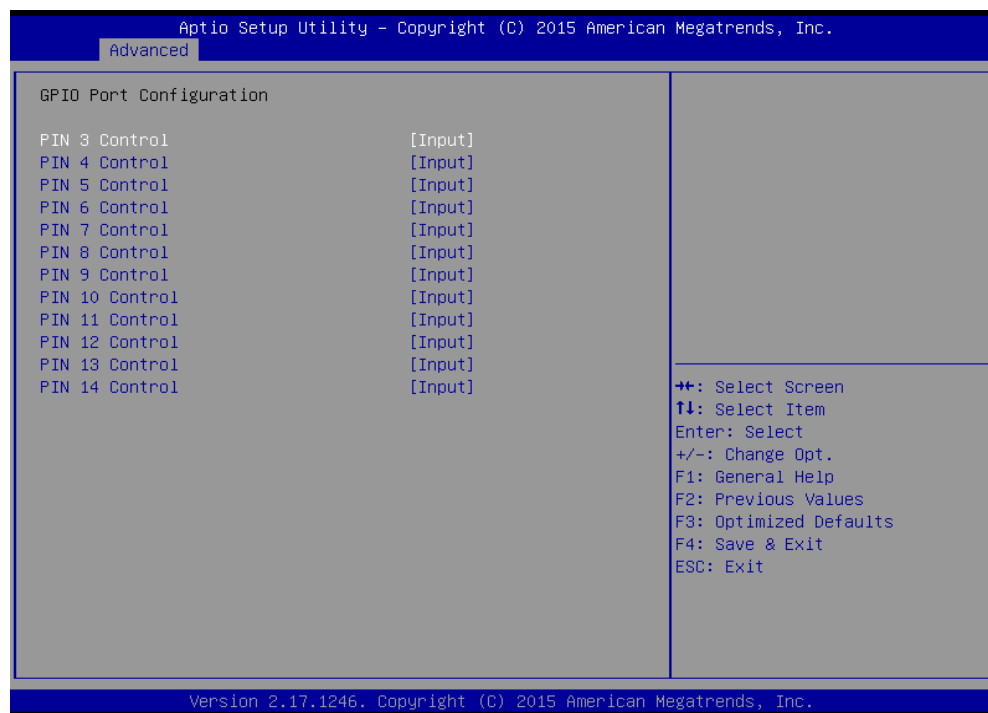 Aptio Setup Utility – Copyright (C) 2015 American Megatrends, Inc.
Advanced
GPIO Port Configuration
PIN 3 Control [Input]
PIN 4 Control [Input]
PIN 5 Control [Input]
PIN 6 Control [Input]
PIN 7 Control [Input]
PIN 8 Control [Input]
PIN 9 Control [Input]
PIN 10 Control [Input]
PIN 11 Control [Input]
PIN 12 Control [Input]
PIN 13 Control [Input]
PIN 14 Control [Input]
→←: Select Screen
↑↓: Select Item
Enter: Select
+/-: Change Opt.
F1: General Help
F2: Previous Values
F3: Optimized Defaults
F4: Save & Exit
ESC: Exit
Version 2.17.1246. Copyright (C) 2015 American Megatrends, Inc.